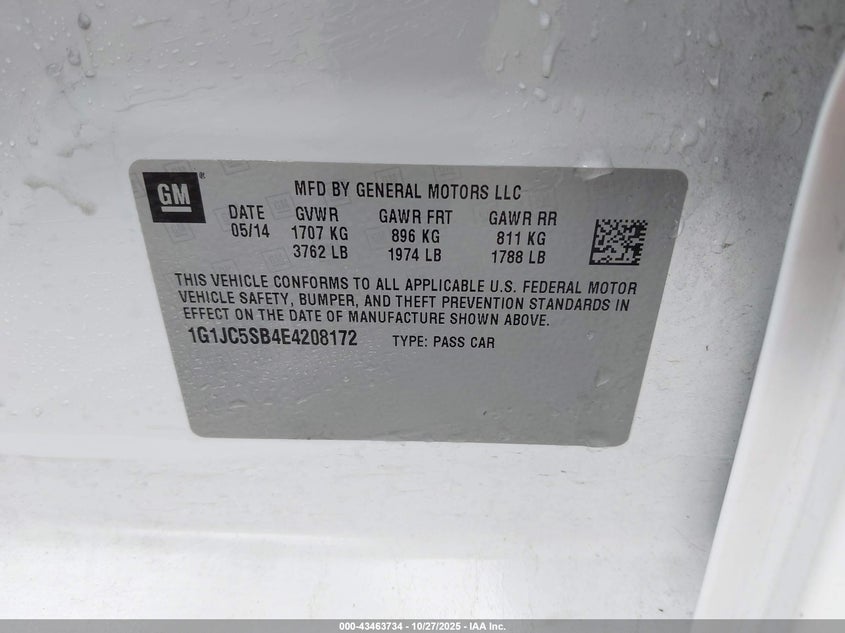 GM ®
MFD BY GENERAL MOTORS LLC
DATE GVWR GAWR FRT GAWR RR
05/14 1707 KG 896 KG 811 KG
3762 LB 1974 LB 1788 LB
THIS VEHICLE CONFORMS TO ALL APPLICABLE U.S. FEDERAL MOTOR
VEHICLE SAFETY, BUMPER, AND THEFT PREVENTION STANDARDS IN
EFFECT ON THE DATE OF MANUFACTURE SHOWN ABOVE.
1G1JC5SB4E4208172 TYPE: PASS CAR
000-43463734 - 10/27/2025 - IAA Inc.